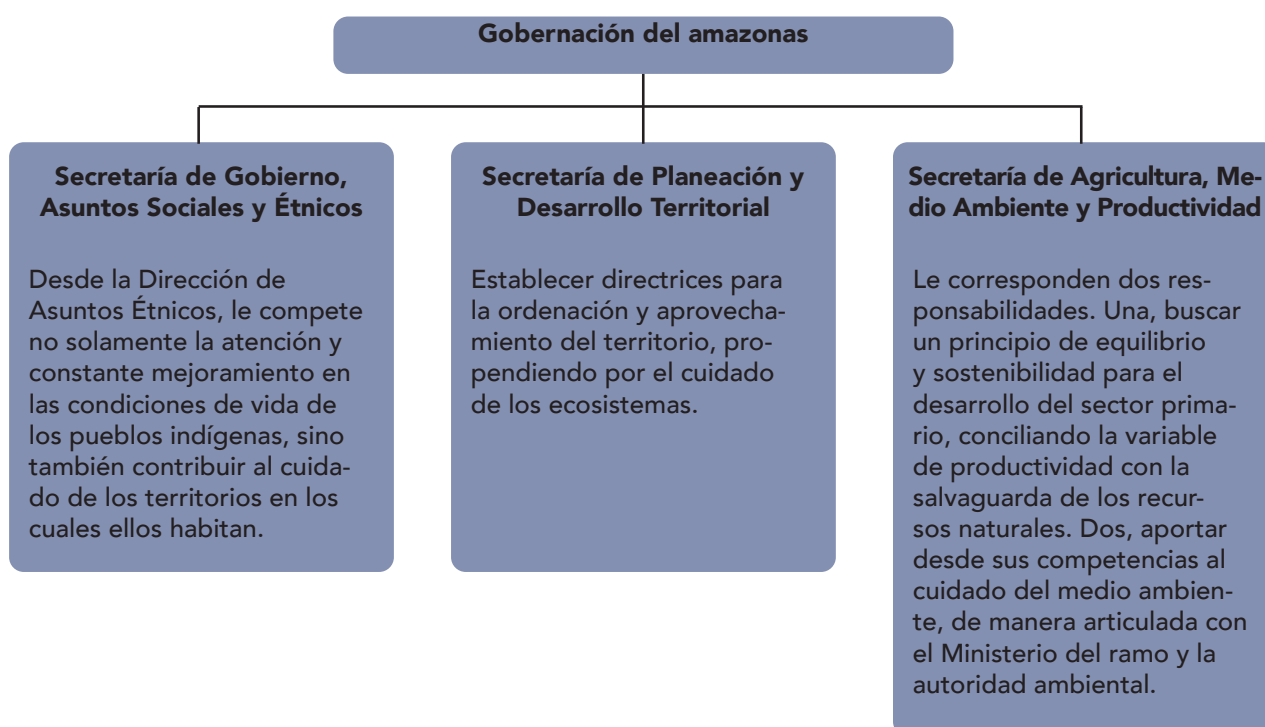 Gobernación del amazonas
Secretaría de Gobierno,
Asuntos Sociales y Étnicos
Desde la Dirección de
Asuntos Étnicos, le compete
no solamente la atención y
constante mejoramiento en
las condiciones de vida de
los pueblos indígenas, sino
también contribuir al cuida-
do de los territorios en los
cuales ellos habitan.
Secretaría de Planeación y
Desarrollo Territorial
Establecer directrices para
la ordenación y aprovecha-
miento del territorio, pro-
pendiendo por el cuidado
de los ecosistemas.
Secretaría de Agricultura, Me-
dio Ambiente y Productividad
Le corresponden dos res-
ponsabilidades. Una, buscar
un principio de equilibrio
y sostenibilidad para el
desarrollo del sector prima-
rio, conciliando la variable
de productividad con la
salvaguarda de los recur-
sos naturales. Dos, aportar
desde sus competencias al
cuidado del medio ambien-
te, de manera articulada con
el Ministerio del ramo y la
autoridad ambiental.